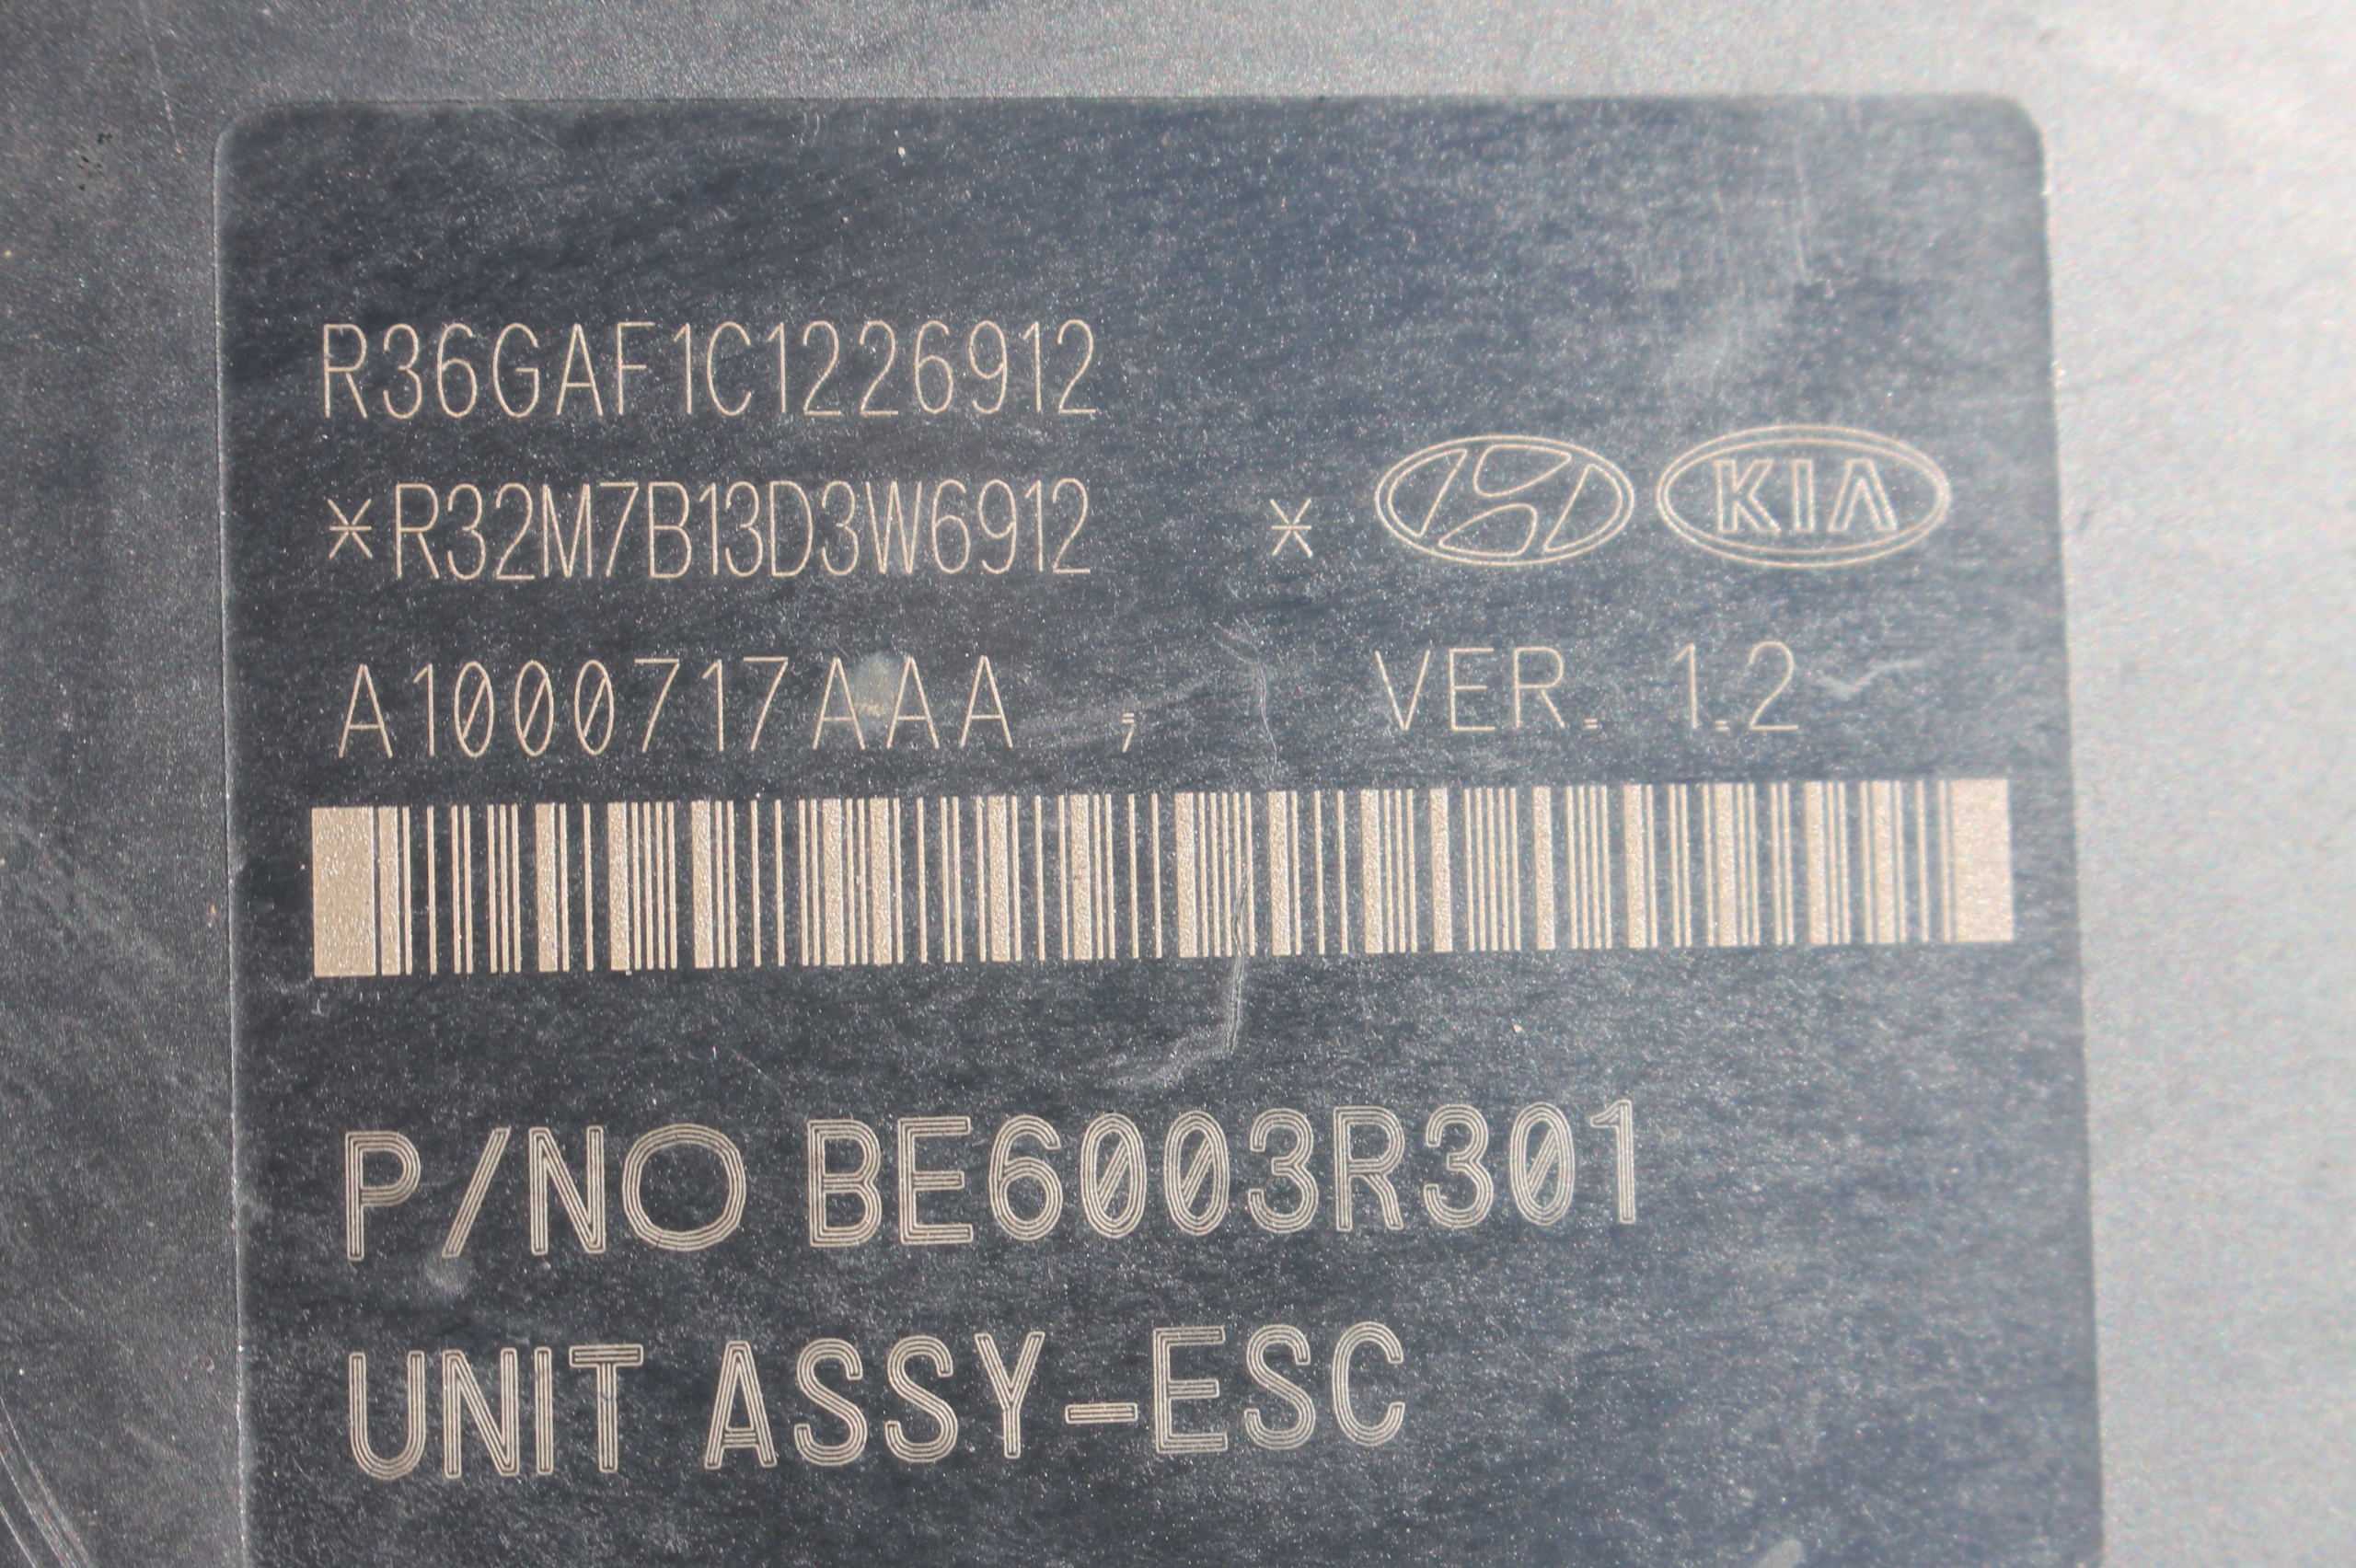 R36GAF1C1226912
*R32M7B13D3W6912 * KIA
A1000717AAA ; VER. 1.2
P/NO BE6003R301
UNIT ASSY-ESC